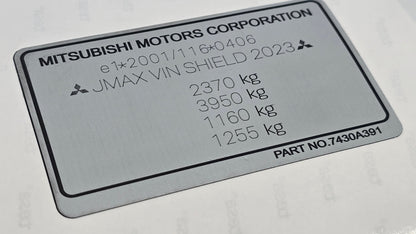 MITSUBISHI MOTORS CORPORATION
e1*2001/116*0406
JMAX VIN SHIELD 2023
2370 kg
3950 kg
1160 kg
1255 kg
PART NO.7430A391